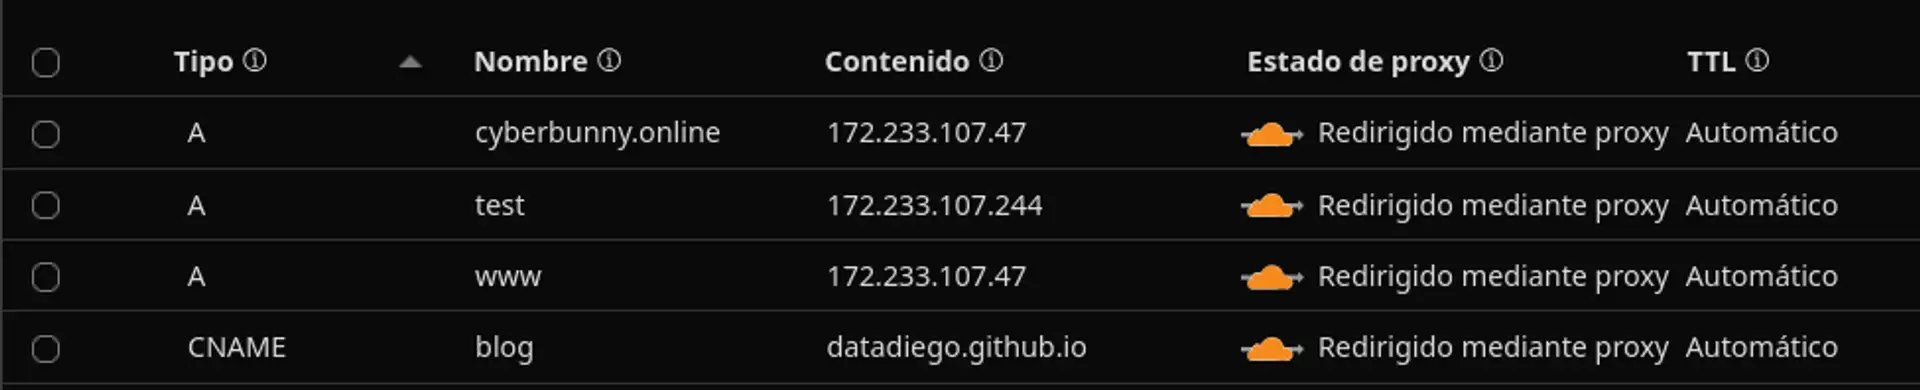 Tipo Nombre Contenido Estado de proxy TTL
A cyberbunny.online 172.233.107.47 Redirigido mediante proxy Automático
A test 172.233.107.244 Redirigido mediante proxy Automático
A www 172.233.107.47 Redirigido mediante proxy Automático
CNAME blog datadiego.github.io Redirigido mediante proxy Automático